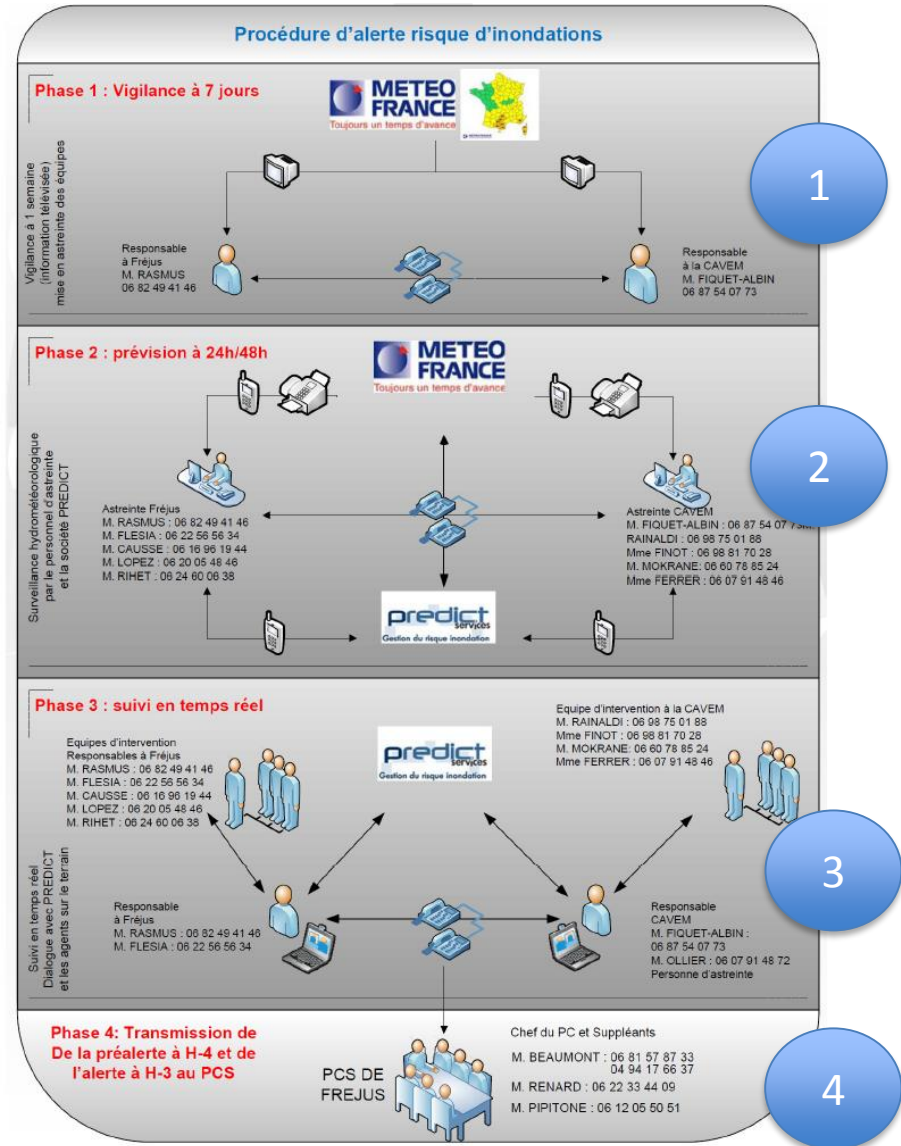 Procédure d'alerte risque d'inondations
Phase 1 : Vigilance à 7 jours
METEO
FRANCE
Toujours un temps d'avance
Vigilance à 1 semaine
(information télévisée)
mise en astreinte des équipes
Responsable
à Fréjus
M. RASMUS
06 82 49 41 46
Responsable
à la CAVEM
M. FIQUET-ALBIN
06 87 54 07 73
1
Phase 2 : prévision à 24h/48h
METEO
FRANCE
Toujours un temps d'avance
Surveillance hydrométéorologique
par le personnel d'astreinte
et la société PREDICT
Astreinte Fréjus
M. RASMUS : 06 82 49 41 46
M. FLESIA : 06 22 56 56 34
M. CAUSSE : 06 16 96 19 44
M. LOPEZ : 06 20 05 48 46
M. RIHET : 06 24 60 06 38
Astreinte CAVEM
M. FIQUET-ALBIN : 06 87 54 07 73M.
RAINALDI : 06 98 75 01 88
Mme FINOT : 06 98 81 70 28
M. MOKRANE : 06 60 78 85 24
Mme FERRER : 06 07 91 48 46
predict
services
Gestion du risque inondation
2
Phase 3 : suivi en temps réel
Equipes d'intervention
Responsables à Fréjus
M. RASMUS : 06 82 49 41 46
M. FLESIA : 06 22 56 56 34
M. CAUSSE : 06 16 96 19 44
M. LOPEZ : 06 20 05 48 46
M. RIHET : 06 24 60 06 38
predict
services
Gestion du risque inondation
Equipe d'intervention à la CAVEM
M. RAINALDI : 06 98 75 01 88
Mme FINOT : 06 98 81 70 28
M. MOKRANE: 06 60 78 85 24
Mme FERRER : 06 07 91 48 46
Suivi en temps réel
Dialogue avec PREDICT
et les agents sur le terrain
Responsable
à Fréjus
M. RASMUS : 06 82 49 41 46
M. FLESIA : 06 22 56 56 34
Responsable
CAVEM
M. FIQUET-ALBIN :
06 87 54 07 73
M. OLLIER : 06 07 91 48 72
Personne d'astreinte
3
Phase 4: Transmission de
De la préalerte à H-4 et de
l'alerte à H-3 au PCS
PCS DE
FREJUS
Chef du PC et Suppléants
M. BEAUMONT : 06 81 57 87 33
04 94 17 66 37
M. RENARD : 06 22 33 44 09
M. PIPITONE : 06 12 05 50 51
4